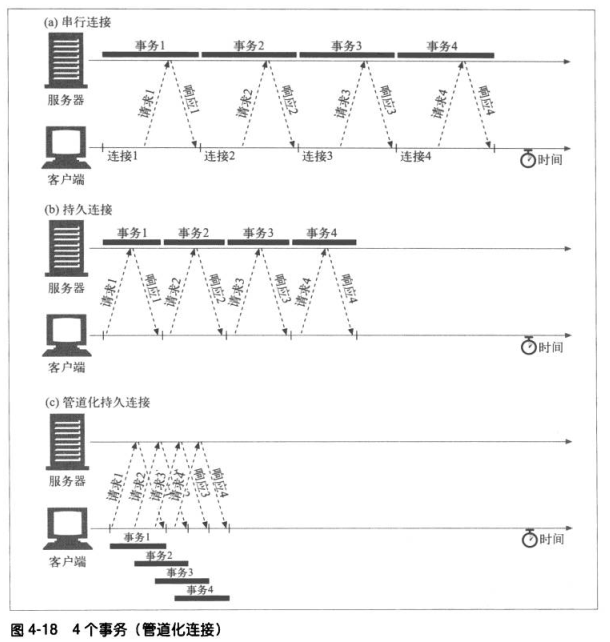 (a) 串行连接
事务1 事务2 事务3 事务4
服务器
请求1 响应1 请求2 响应2 请求3 响应3 请求4 响应4
连接1 连接2 连接3 连接4 时间
客户端
(b) 持久连接
事务1 事务2 事务3 事务4
服务器
请求1 响应1 请求2 响应2 请求3 响应3 请求4 响应4
时间
客户端
(c) 管道化持久连接
服务器
请求1 请求2 请求3 请求4 响应3 响应4
时间
客户端
事务1
事务2
事务3
事务4
图 4-18 4 个事务（管道化连接）